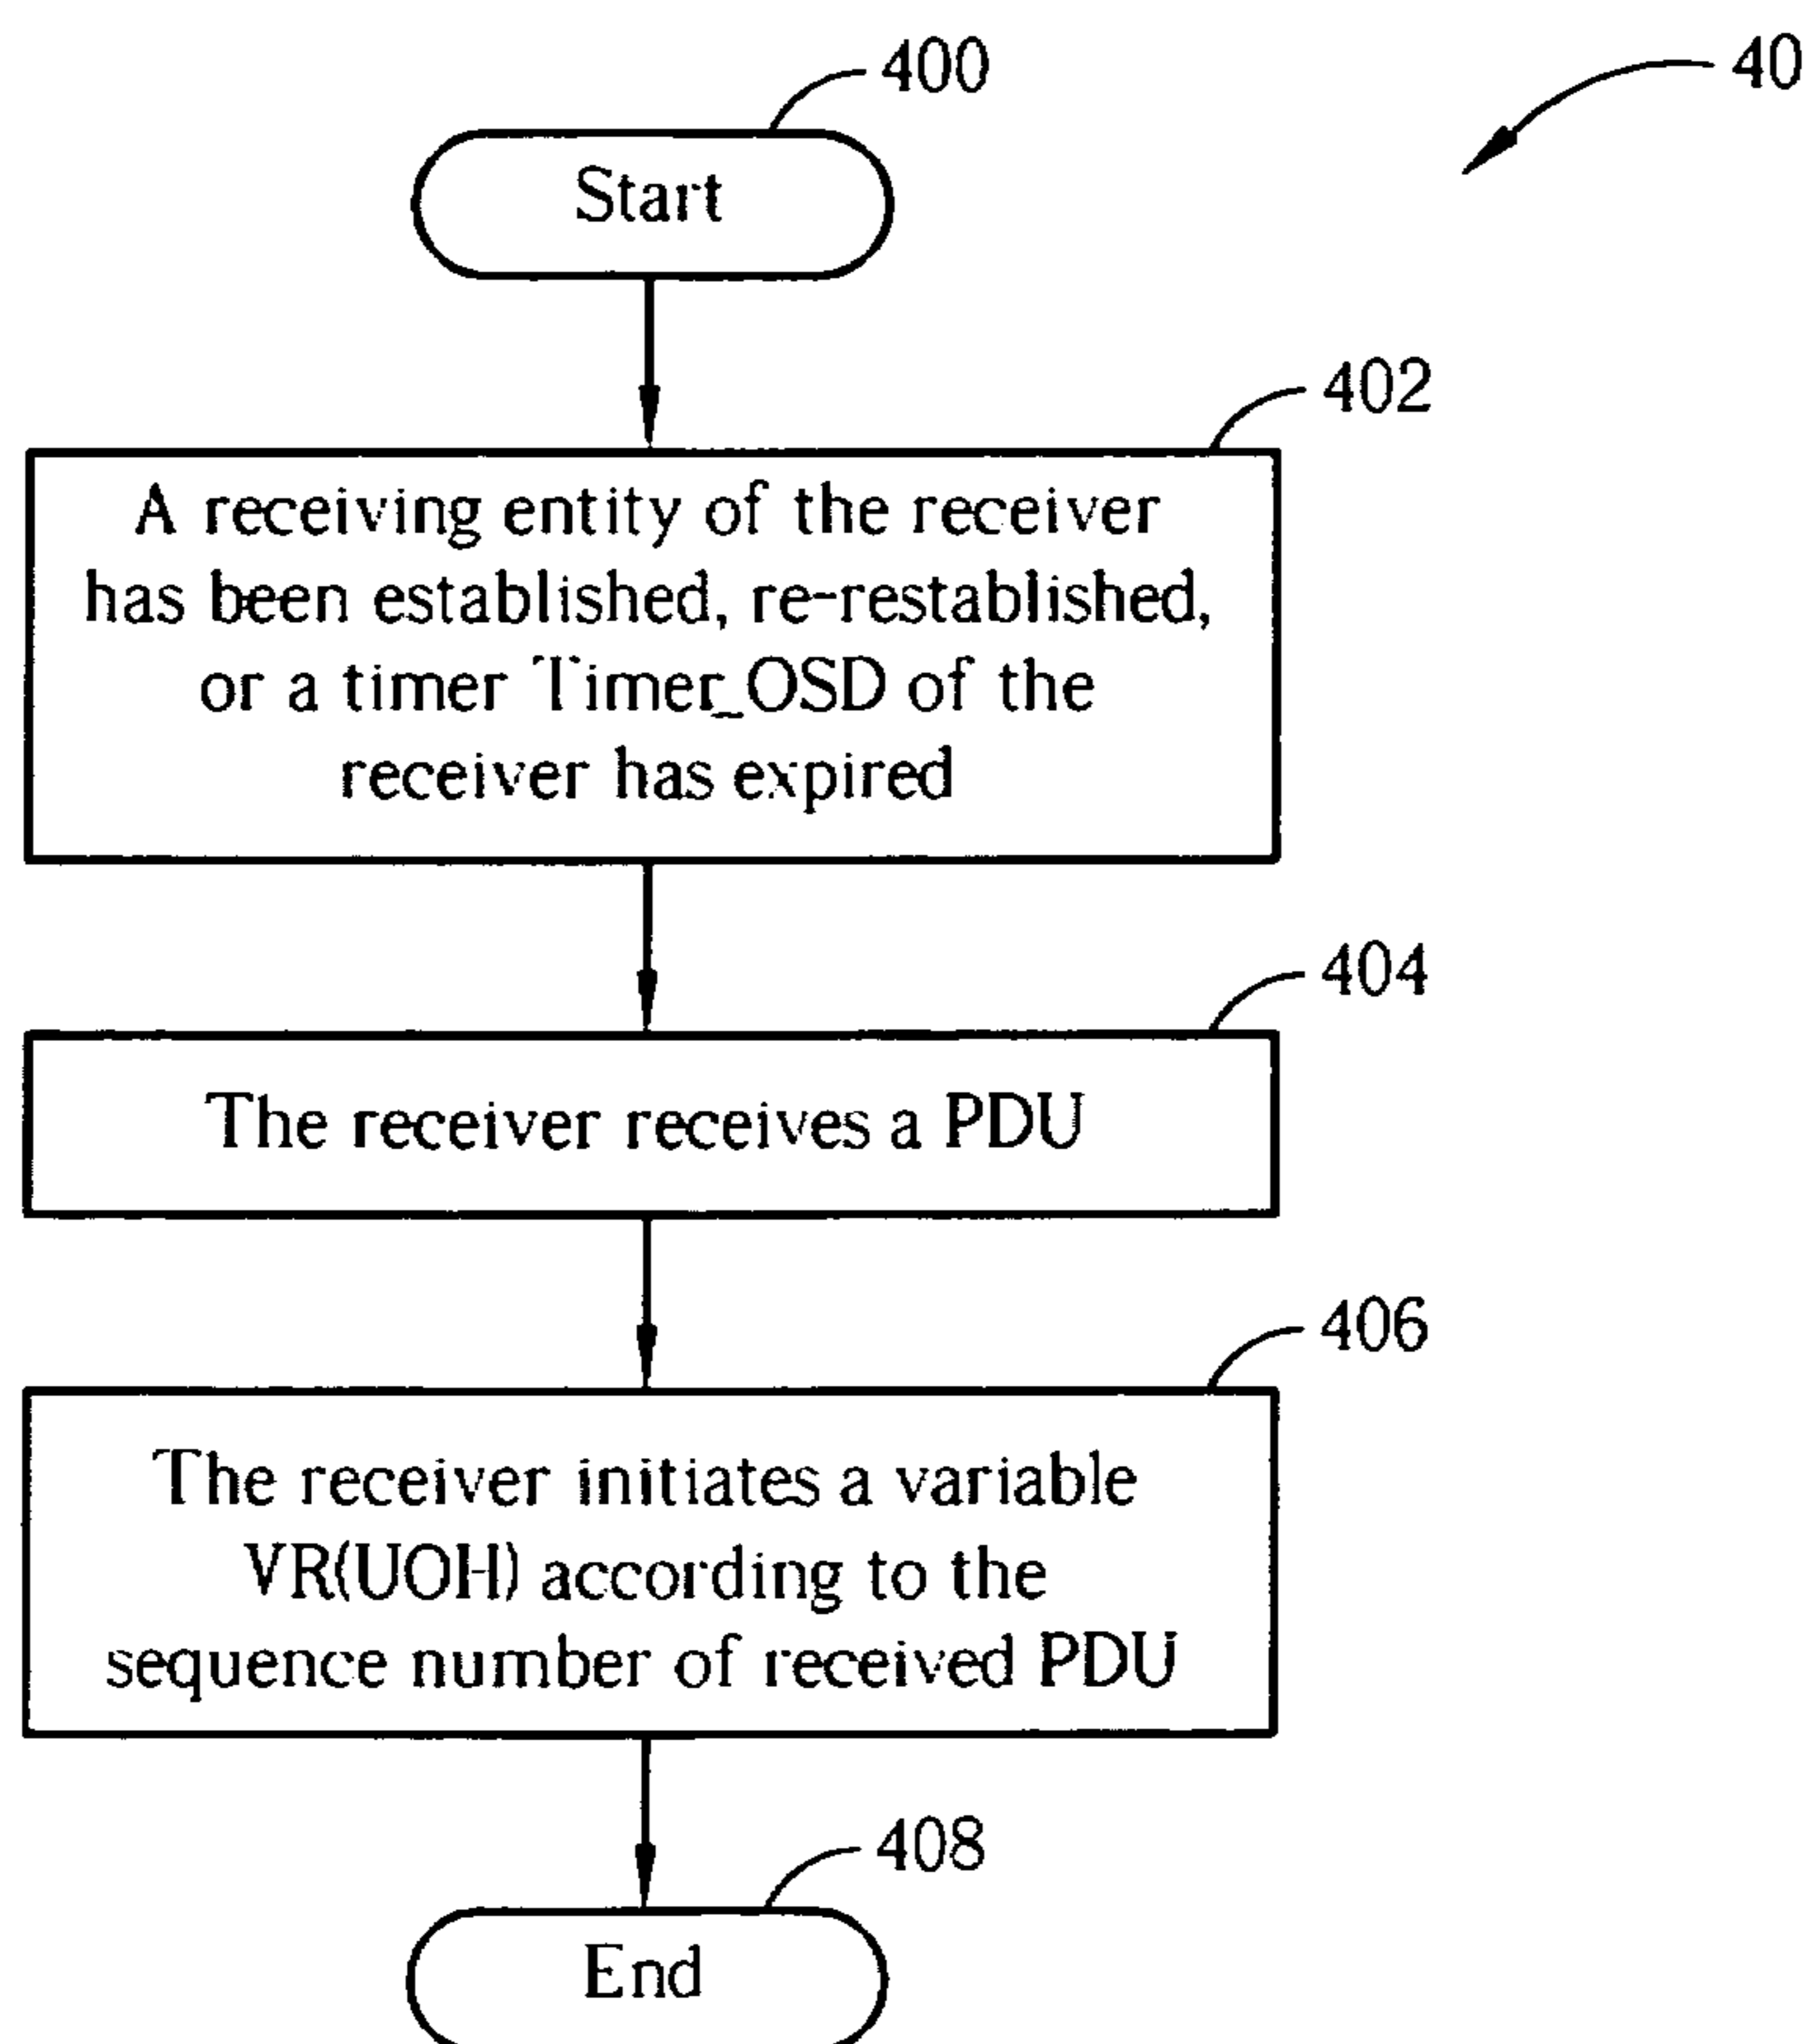 400
40
Start
402
A receiving entity of the receiver
has been established, re-restablished,
or a timer Timer_OSD of the
receiver has expired
404
The receiver receives a PDU
406
The receiver initiates a variable
VR(UOH) according to the
sequence number of received PDU
408
End